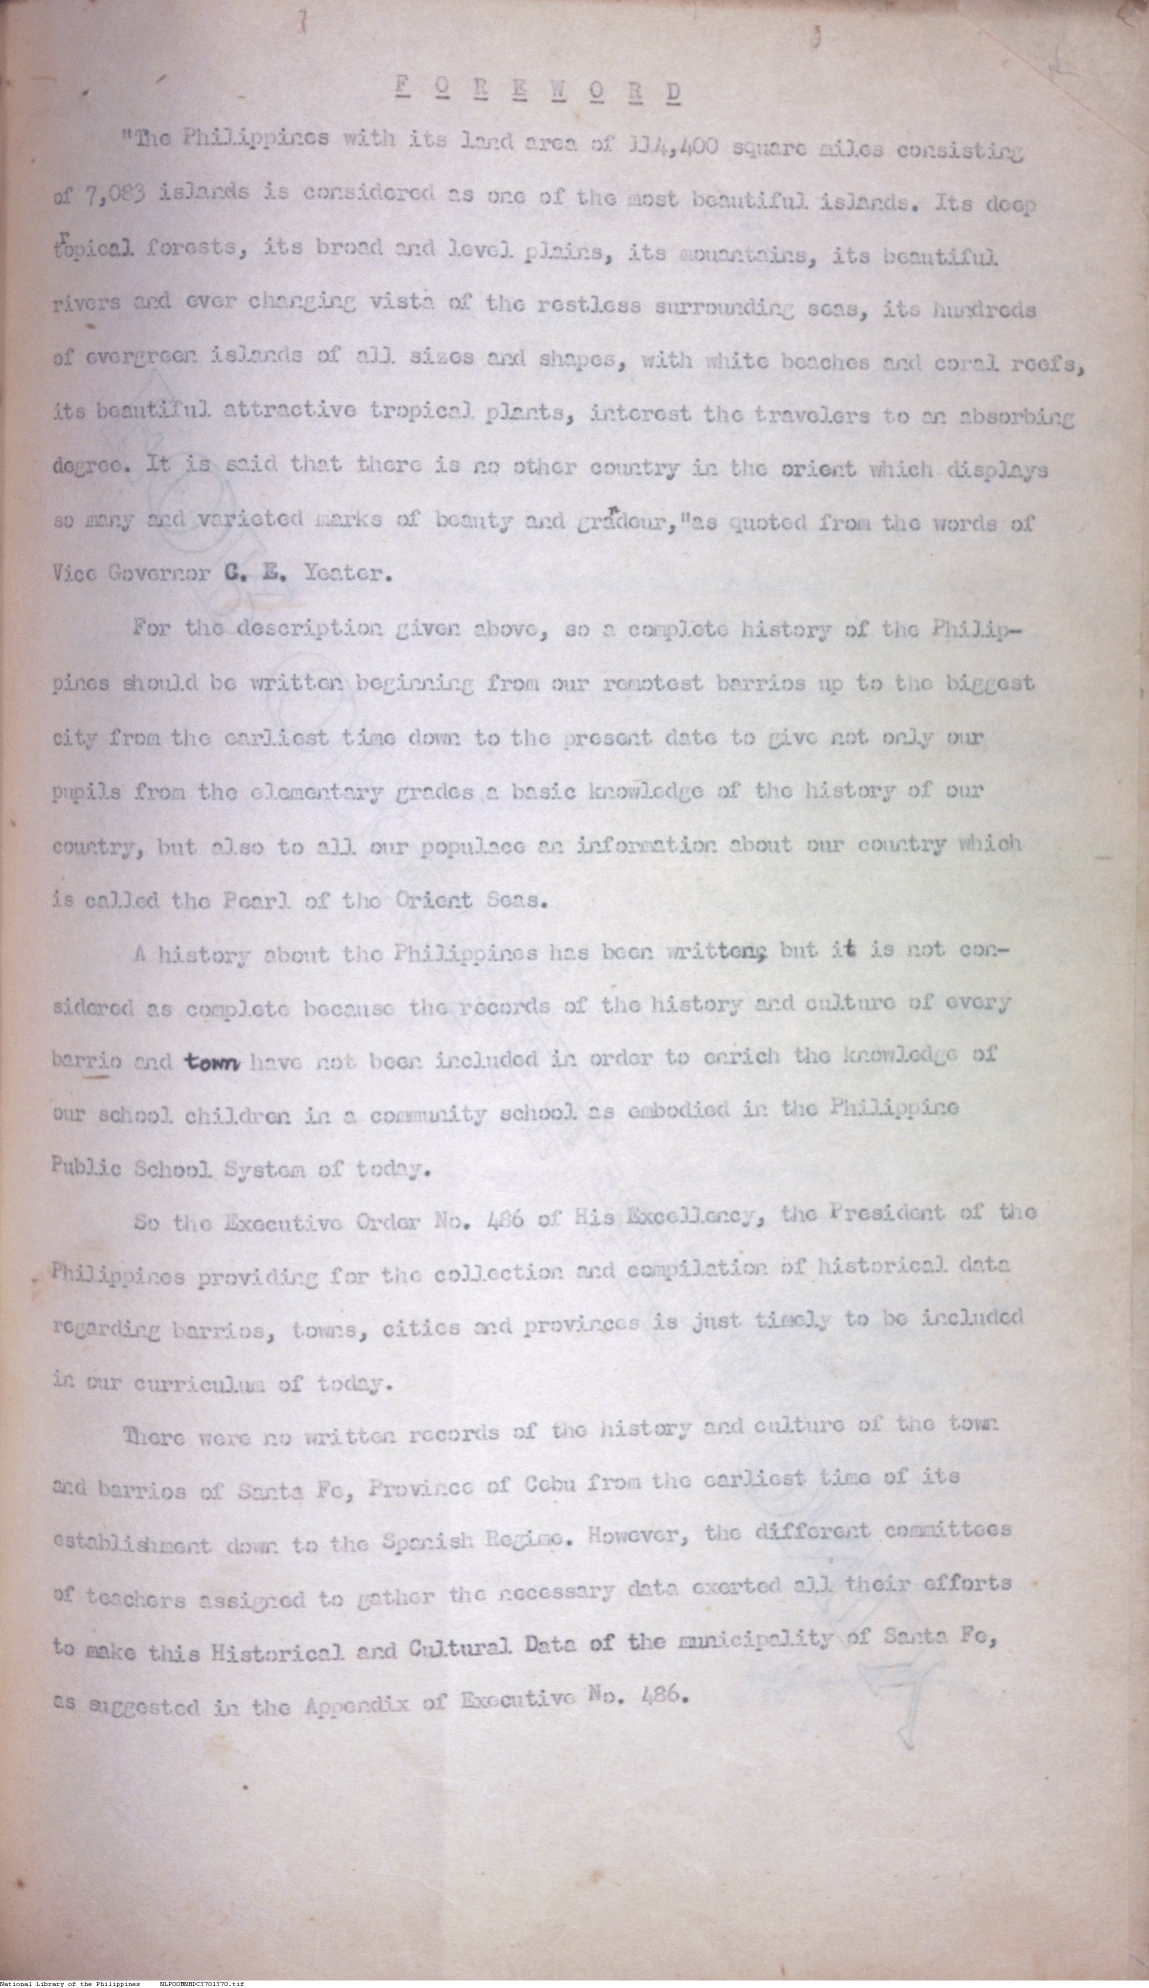 F O R E W O R D
"The Philippines with its land area of 114,400 square miles consisting
of 7,083 islands is considered as one of the most beautiful islands. Its deep
tropical forests, its broad and level plains, its mouantains, its beautiful
rivers and ever changing vista of the restless surrounding seas, its hundreds
of evergreen islands of all sizes and shapes, with white beaches and coral reefs,
its beautiful attractive tropical plants, interest the travelers to an absorbing
degree. It is said that there is no other country in the orient which displays
so many and varieted marks of beauty and grardeur,"as quoted from the words of
Vice Governor C. E. Yeater.
For the description given above, so a complete history of the Philip-
pines should be written beginning from our remotest barrios up to the biggest
city from the earliest time down to the present date to give not only our
pupils from the elementary grades a basic knowledge of the history of our
country, but also to all our populace an information about our country which
is called the Pearl of the Orient Seas.
A history about the Philippines has been written; but it is not con-
sidered as complete because the records of the history and culture of every
barrio and town have not been included in order to enrich the knowledge of
our school children in a community school as embodied in the Philippine
Public School System of today.
So the Executive Order No. 486 of His Excellency, the President of the
Philippines providing for the collection and compilation of historical data
regarding barrios, towns, cities and provinces is just timely to be included
in our curriculum of today.
There were no written records of the history and culture of the town
and barrios of Santa Fe, Province of Cebu from the earliest time of its
establishment down to the Spanish Regime. However, the different committees
of teachers assigned to gather the necessary data exerted all their efforts
to make this Historical and Cultural Data of the municipality of Santa Fe,
as suggested in the Appendix of Executive No. 486.
National Library of the Philippines NLPOOMNHDC3701370.tif